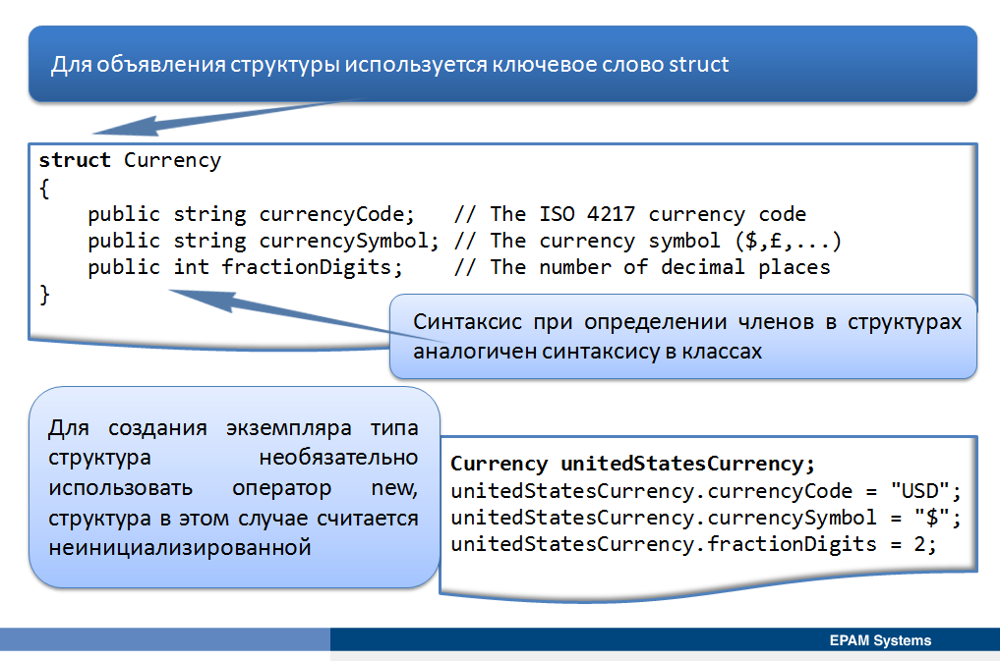 Для объявления структуры используется ключевое слово struct
struct Currency
{
    public string currencyCode;   // The ISO 4217 currency code
    public string currencySymbol; // The currency symbol ($,£,...)
    public int fractionDigits;    // The number of decimal places
}
Синтаксис при определении членов в структурах
аналогичен синтаксису в классах
Для создания экземпляра типа
структура необязательно
использовать оператор new,
структура в этом случае считается
неинициализированной
Currency unitedStatesCurrency;
unitedStatesCurrency.currencyCode = "USD";
unitedStatesCurrency.currencySymbol = "$";
unitedStatesCurrency.fractionDigits = 2;
EPAM Systems